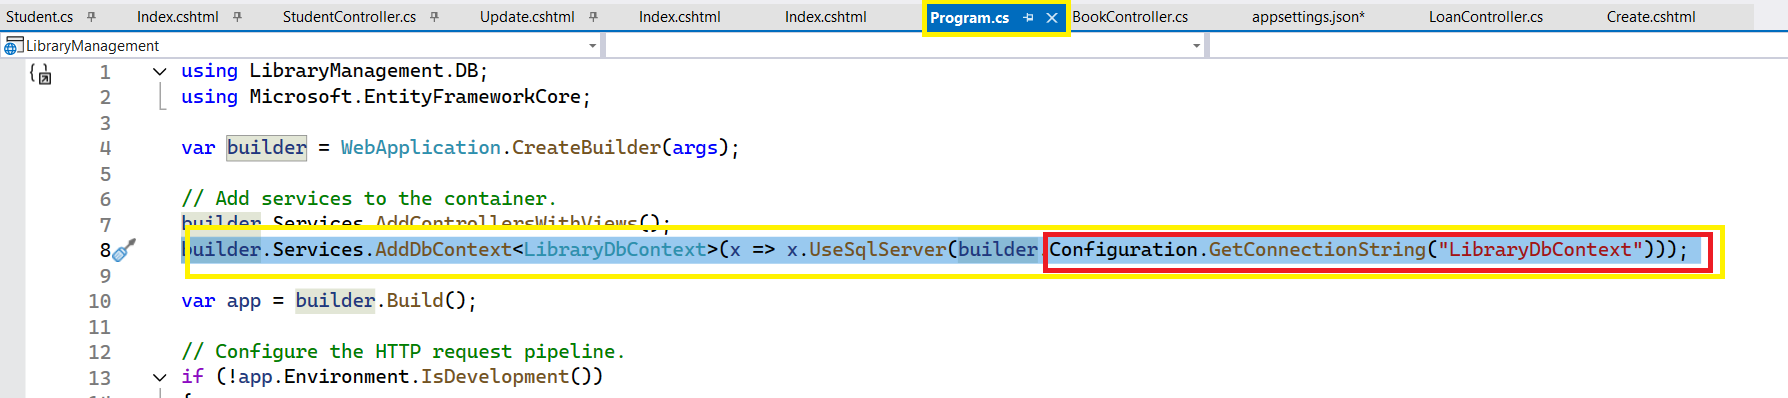 Student.cs Index.cshtml StudentController.cs Update.cshtml Index.cshtml Index.cshtml Program.cs BookController.cs appsettings.json* LoanController.cs Create.cshtml
LibraryManagement
1 using LibraryManagement.DB;
2 using Microsoft.EntityFrameworkCore;
3
4 var builder = WebApplication.CreateBuilder(args);
5
6 // Add services to the container.
7 builder.Services.AddControllersWithViews();
8 builder.Services.AddDbContext<LibraryDbContext>(x => x.UseSqlServer(builder.Configuration.GetConnectionString("LibraryDbContext")));
9
10 var app = builder.Build();
11
12 // Configure the HTTP request pipeline.
13 if (!app.Environment.IsDevelopment())